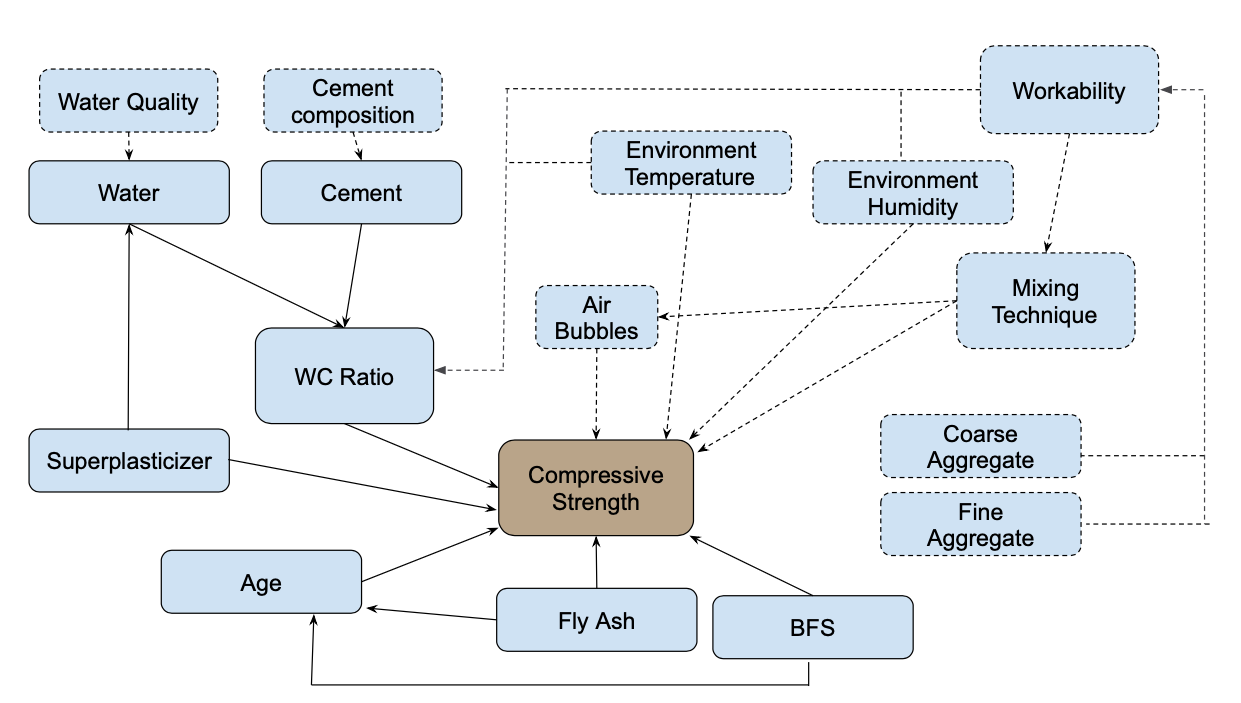 Water Quality
Cement
composition
Workability
Environment
Temperature
Environment
Humidity
Water
Cement
Mixing
Technique
Air
Bubbles
WC Ratio
Coarse
Aggregate
Superplasticizer
Compressive
Strength
Fine
Aggregate
Age
Fly Ash
BFS